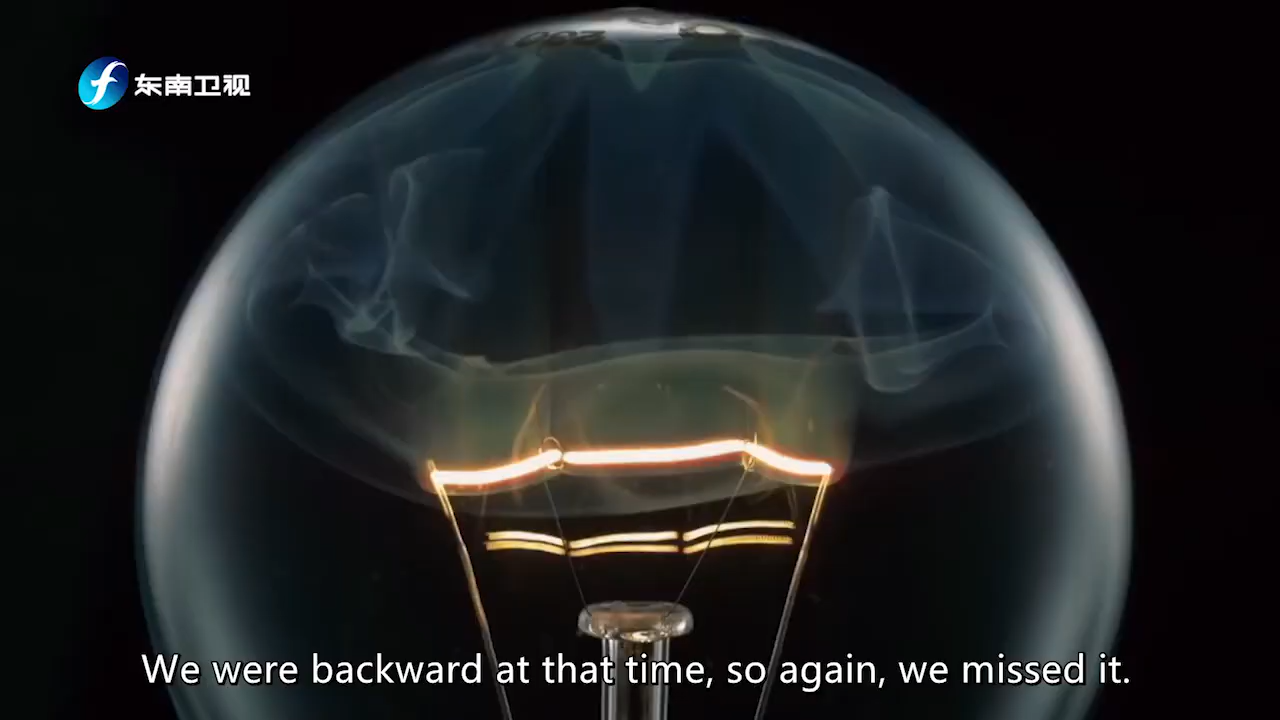 东南卫视
We were backward at that time, so again, we missed it.